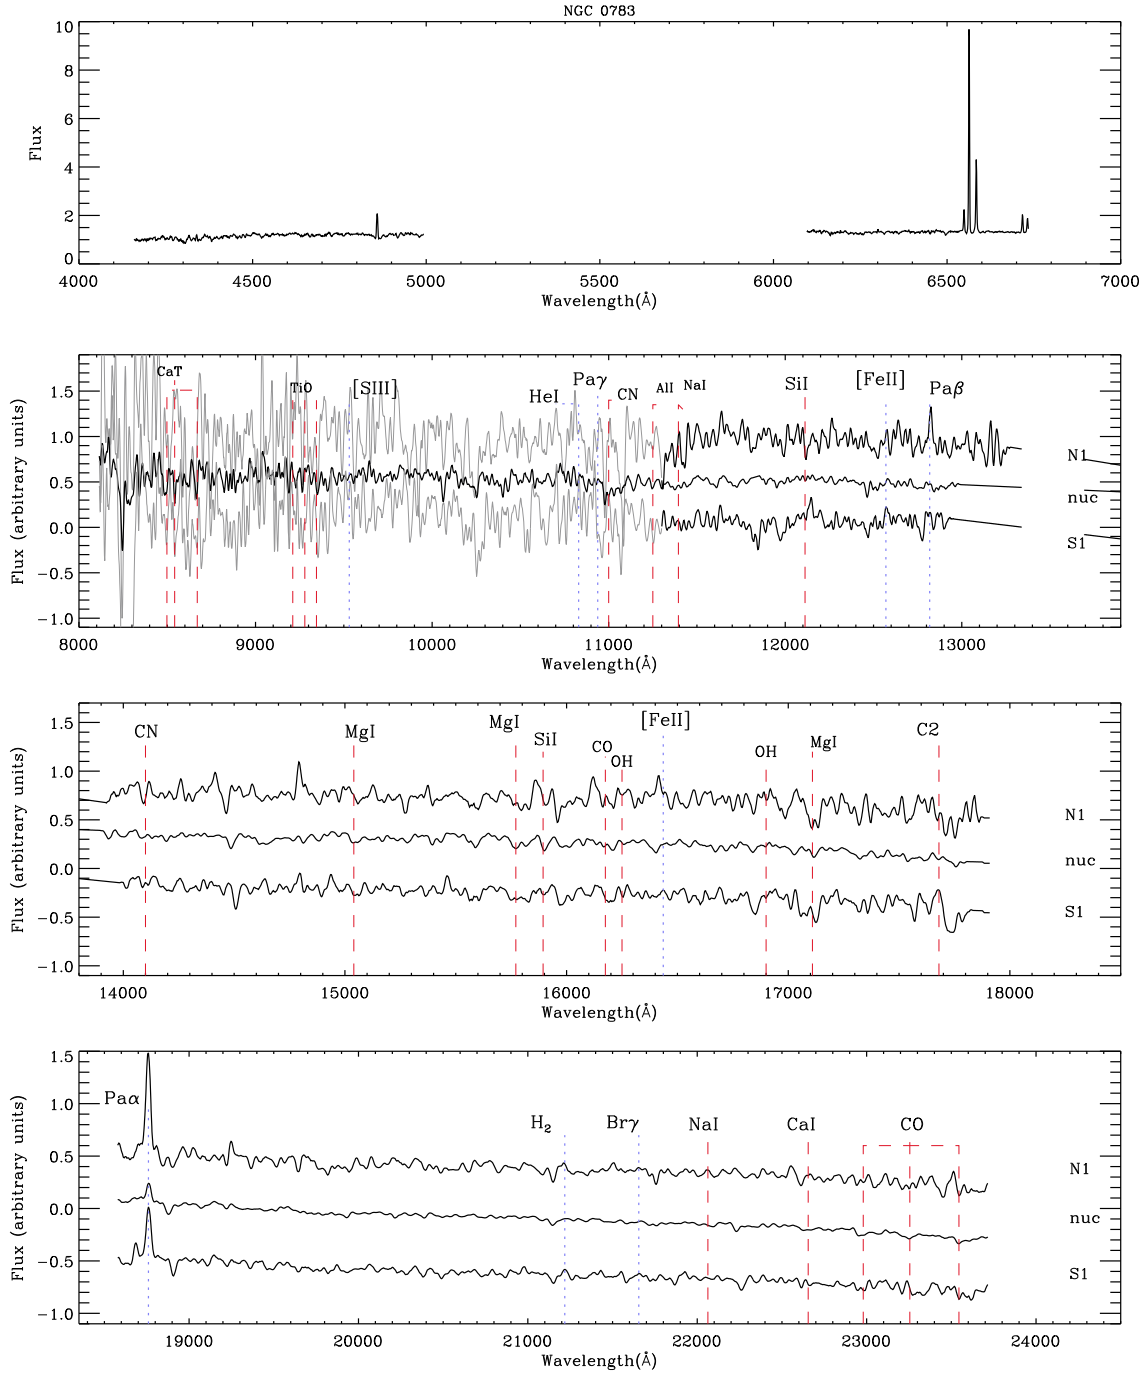 NGC 0783
10
8
6
4
2
0
Flux
4000 4500 5000 5500 6000 6500 7000
Wavelength(Å)
CaT TiO [SIII] HeI Paγ CN AlI NaI SiI [FeII] Paβ
1.5
1.0
0.5
0.0
−0.5
−1.0
Flux (arbitrary units)
N1
nuc
S1
8000 9000 10000 11000 12000 13000
Wavelength(Å)
CN MgI MgI SiI CO OH [FeII] OH MgI C2
1.5
1.0
0.5
0.0
−0.5
−1.0
Flux (arbitrary units)
N1
nuc
S1
14000 15000 16000 17000 18000
Wavelength(Å)
Paα H₂ Brγ NaI CaI CO
1.5
1.0
0.5
0.0
−0.5
−1.0
Flux (arbitrary units)
N1
nuc
S1
19000 20000 21000 22000 23000 24000
Wavelength(Å)